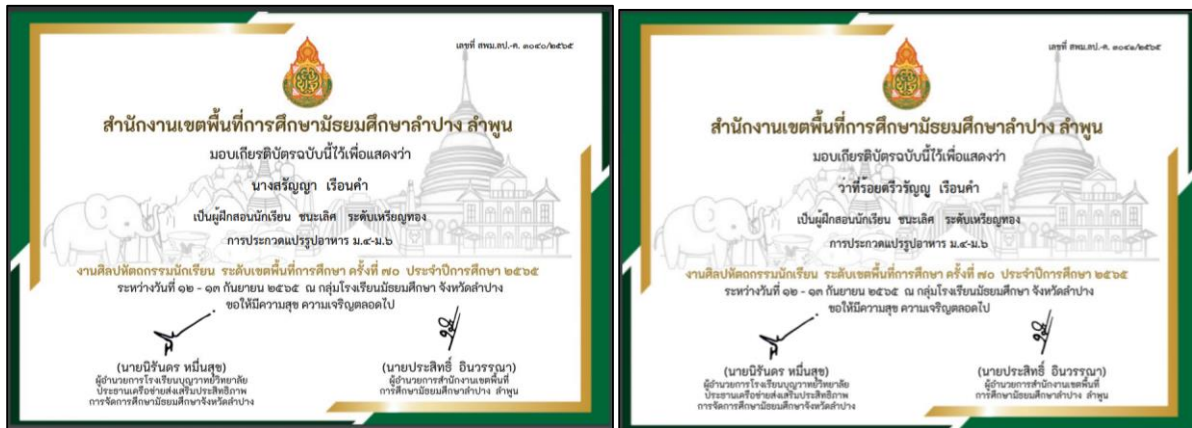 เลขที่ สพม.ลป.-ค. ๓๐๔๐/๒๕๖๕
สำนักงานเขตพื้นที่การศึกษามัธยมศึกษาลำปาง ลำพูน
มอบเกียรติบัตรฉบับนี้ไว้เพื่อแสดงว่า
นางสรัญญา เรือนคำ
เป็นผู้ฝึกสอนนักเรียน ชนะเลิศ ระดับเหรียญทอง
การประกวดแปรรูปอาหาร ม.๔-ม.๖
งานศิลปหัตถกรรมนักเรียน ระดับเขตพื้นที่การศึกษา ครั้งที่ ๗๐ ประจำปีการศึกษา ๒๕๖๕
ระหว่างวันที่ ๑๒ - ๑๓ กันยายน ๒๕๖๕ ณ กลุ่มโรงเรียนมัธยมศึกษา จังหวัดลำปาง
ขอให้มีความสุข ความเจริญตลอดไป
(นายนิรันดร หมื่นสุข)
ผู้อำนวยการโรงเรียนบุญวาทย์วิทยาลัย
ประธานเครือข่ายส่งเสริมประสิทธิภาพ
การจัดการศึกษามัธยมศึกษาจังหวัดลำปาง
(นายประสิทธิ์ อินวรรณา)
ผู้อำนวยการสำนักงานเขตพื้นที่
การศึกษามัธยมศึกษาลำปาง ลำพูน
เลขที่ สพม.ลป.-ค. ๓๐๔๑/๒๕๖๕
สำนักงานเขตพื้นที่การศึกษามัธยมศึกษาลำปาง ลำพูน
มอบเกียรติบัตรฉบับนี้ไว้เพื่อแสดงว่า
ว่าที่ร้อยตรีวรัญญู เรือนคำ
เป็นผู้ฝึกสอนนักเรียน ชนะเลิศ ระดับเหรียญทอง
การประกวดแปรรูปอาหาร ม.๔-ม.๖
งานศิลปหัตถกรรมนักเรียน ระดับเขตพื้นที่การศึกษา ครั้งที่ ๗๐ ประจำปีการศึกษา ๒๕๖๕
ระหว่างวันที่ ๑๒ - ๑๓ กันยายน ๒๕๖๕ ณ กลุ่มโรงเรียนมัธยมศึกษา จังหวัดลำปาง
ขอให้มีความสุข ความเจริญตลอดไป
(นายนิรันดร หมื่นสุข)
ผู้อำนวยการโรงเรียนบุญวาทย์วิทยาลัย
ประธานเครือข่ายส่งเสริมประสิทธิภาพ
การจัดการศึกษามัธยมศึกษาจังหวัดลำปาง
(นายประสิทธิ์ อินวรรณา)
ผู้อำนวยการสำนักงานเขตพื้นที่
การศึกษามัธยมศึกษาลำปาง ลำพูน